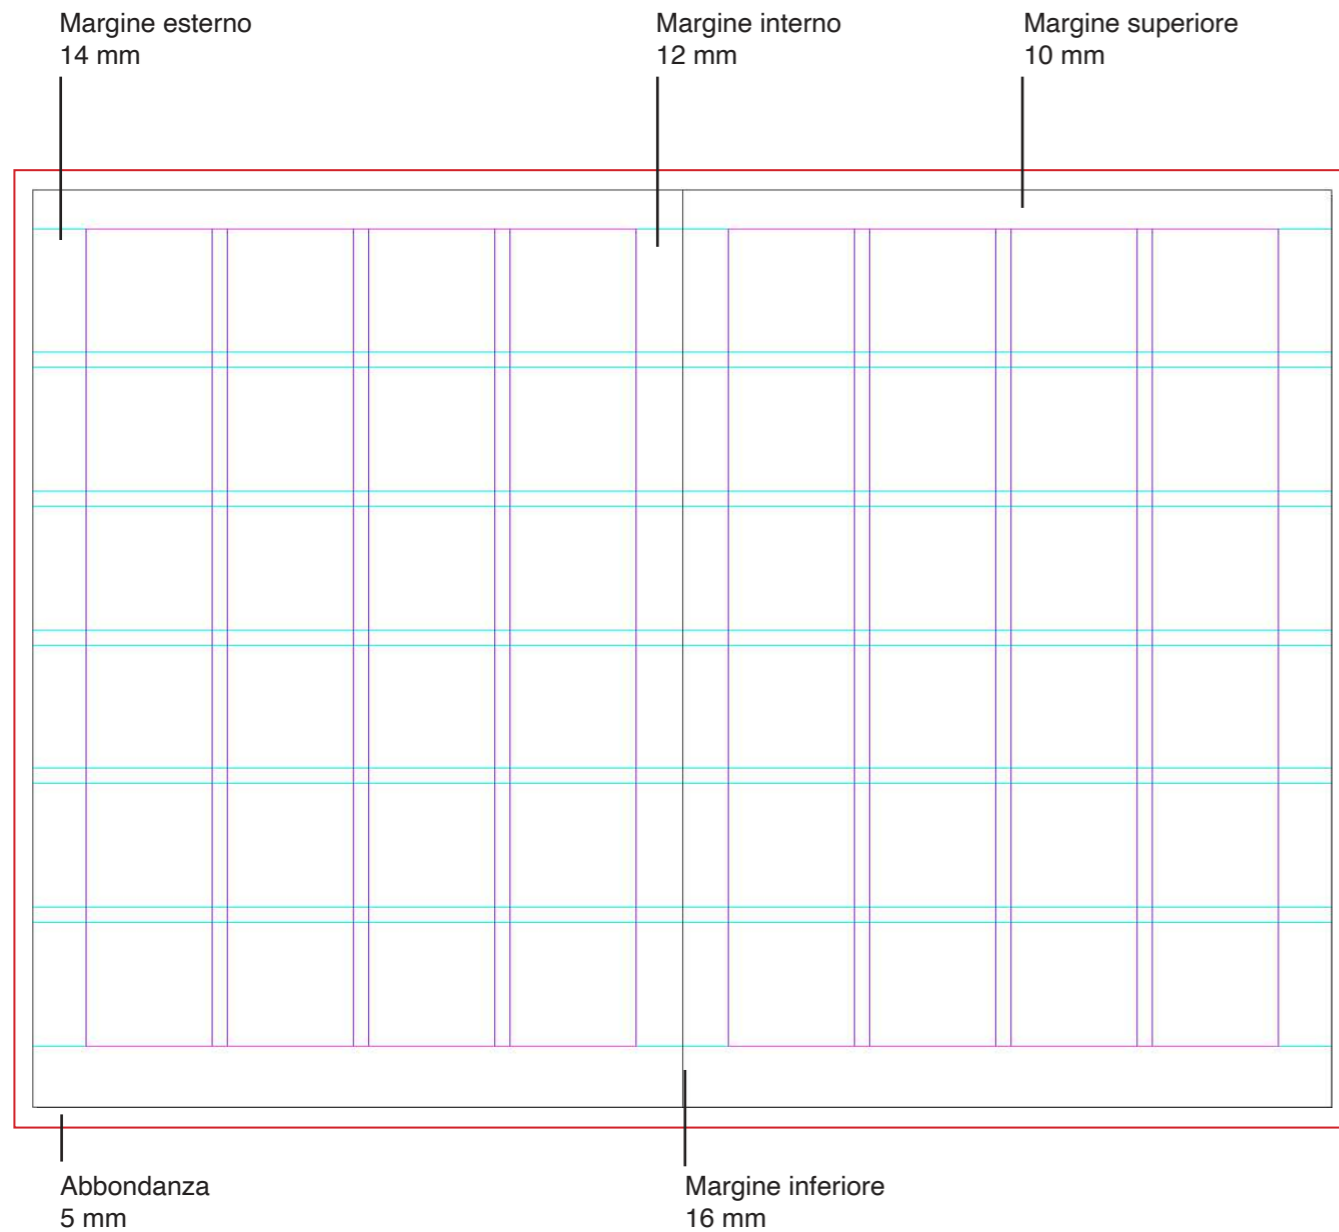 Margine esterno
14 mm
Margine interno
12 mm
Margine superiore
10 mm
Abbondanza
5 mm
Margine inferiore
16 mm